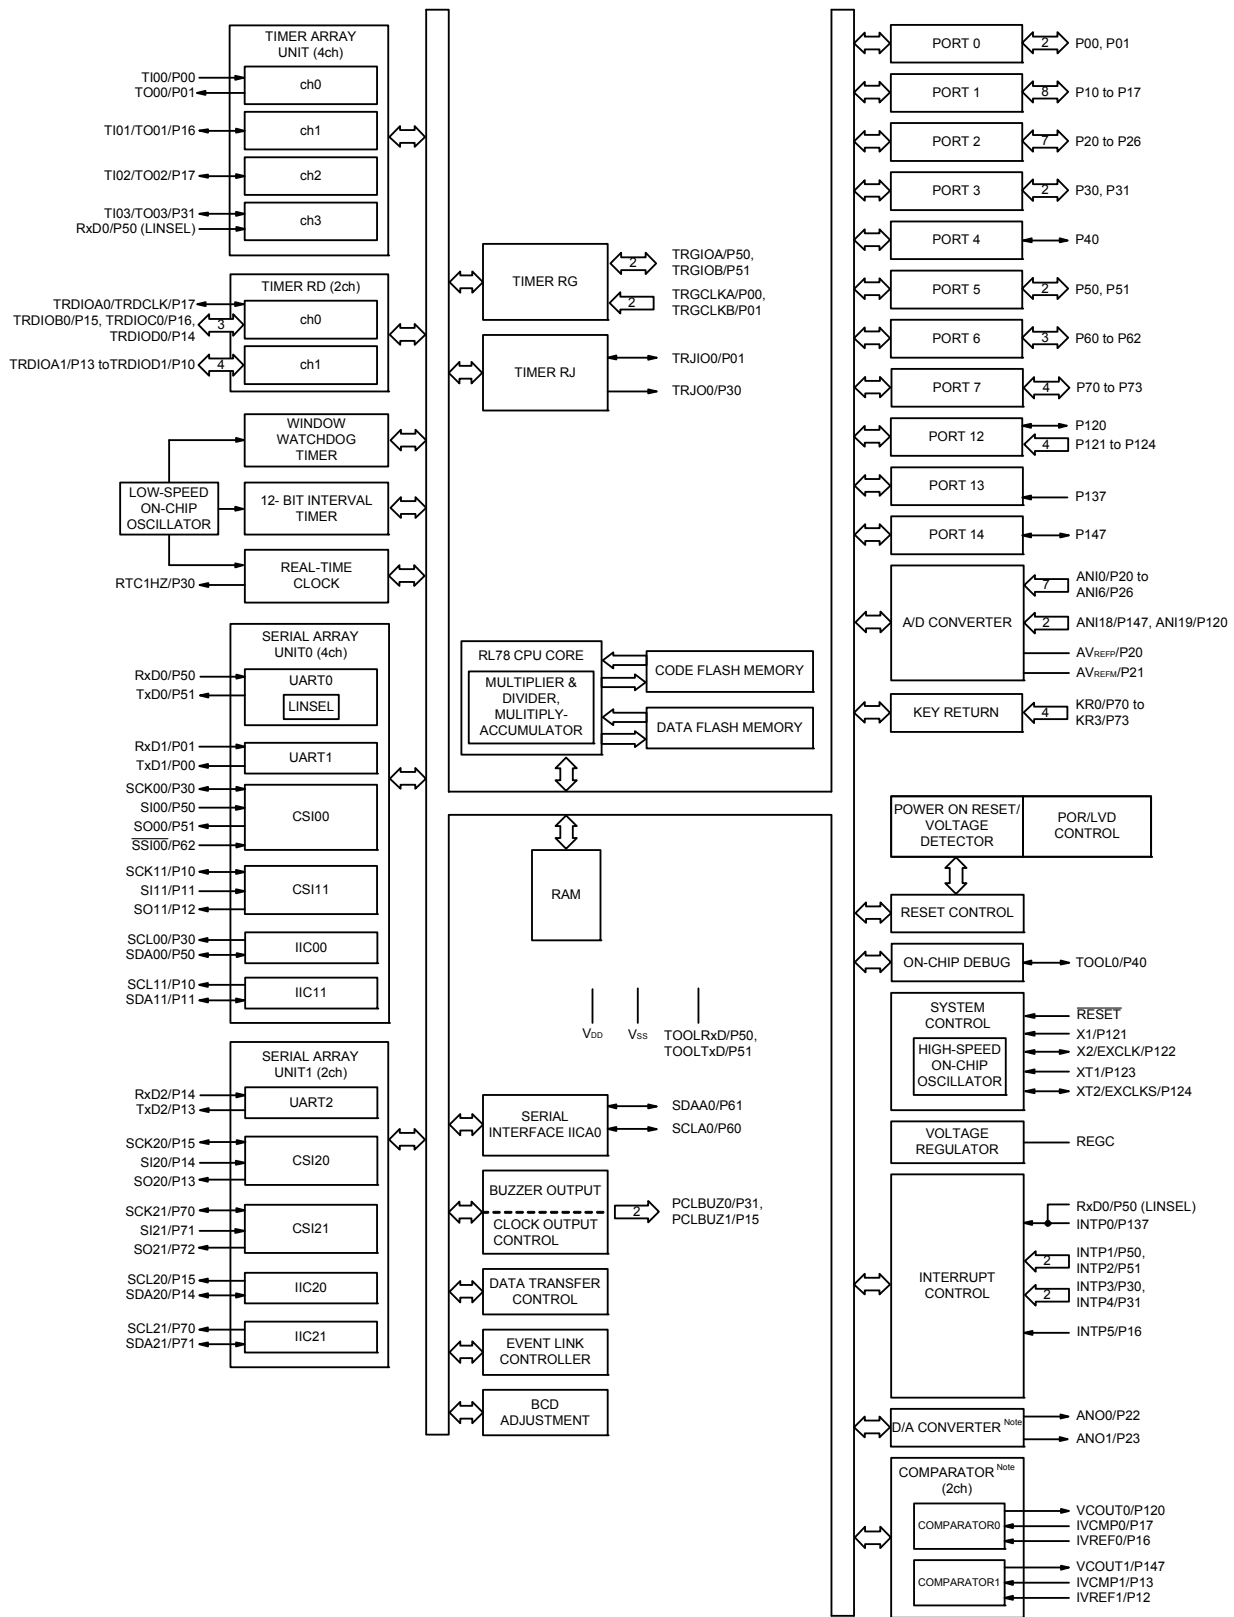 TIMER ARRAY
UNIT (4ch)
TI00/P00
TO00/P01
ch0
TI01/TO01/P16
ch1
TI02/TO02/P17
ch2
TI03/TO03/P31
RxD0/P50 (LINSEL)
ch3
TIMER RD (2ch)
TRDIOA0/TRDCLK/P17
TRDIOB0/P15, TRDIOC0/P16,
TRDIOD0/P14
3
ch0
TRDIOA1/P13 toTRDIOD1/P10
4
ch1
WINDOW
WATCHDOG
TIMER
LOW-SPEED
ON-CHIP
OSCILLATOR
12- BIT INTERVAL
TIMER
RTC1HZ/P30
REAL-TIME
CLOCK
SERIAL ARRAY
UNIT0 (4ch)
RxD0/P50
TxD0/P51
UART0
LINSEL
RxD1/P01
TxD1/P00
UART1
SCK00/P30
SI00/P50
SO00/P51
SSI00/P62
CSI00
SCK11/P10
SI11/P11
SO11/P12
CSI11
SCL00/P30
SDA00/P50
IIC00
SCL11/P10
SDA11/P11
IIC11
SERIAL ARRAY
UNIT1 (2ch)
RxD2/P14
TxD2/P13
UART2
SCK20/P15
SI20/P14
SO20/P13
CSI20
SCK21/P70
SI21/P71
SO21/P72
CSI21
SCL20/P15
SDA20/P14
IIC20
SCL21/P70
SDA21/P71
IIC21
TIMER RG
2
TRGIOA/P50,
TRGIOB/P51
2
TRGCLKA/P00,
TRGCLKB/P01
TIMER RJ
TRJIO0/P01
TRJO0/P30
RL78 CPU CORE
MULTIPLIER &
DIVIDER,
MULITIPLY-
ACCUMULATOR
CODE FLASH MEMORY
DATA FLASH MEMORY
RAM
VDD
VSS
TOOLRxD/P50,
TOOLTxD/P51
SERIAL
INTERFACE IICA0
SDAA0/P61
SCLA0/P60
BUZZER OUTPUT
CLOCK OUTPUT
CONTROL
2
PCLBUZ0/P31,
PCLBUZ1/P15
DATA TRANSFER
CONTROL
EVENT LINK
CONTROLLER
BCD
ADJUSTMENT
PORT 0
2
P00, P01
PORT 1
8
P10 to P17
PORT 2
7
P20 to P26
PORT 3
2
P30, P31
PORT 4
P40
PORT 5
2
P50, P51
PORT 6
3
P60 to P62
PORT 7
4
P70 to P73
PORT 12
P120
4
P121 to P124
PORT 13
P137
PORT 14
P147
A/D CONVERTER
7
ANI0/P20 to
ANI6/P26
2
ANI18/P147, ANI19/P120
AVREFP/P20
AVREFM/P21
KEY RETURN
4
KR0/P70 to
KR3/P73
POWER ON RESET/
VOLTAGE
DETECTOR
POR/LVD
CONTROL
RESET CONTROL
ON-CHIP DEBUG
TOOL0/P40
SYSTEM
CONTROL
HIGH-SPEED
ON-CHIP
OSCILLATOR
RESET
X1/P121
X2/EXCLK/P122
XT1/P123
XT2/EXCLKS/P124
VOLTAGE
REGULATOR
REGC
INTERRUPT
CONTROL
RxD0/P50 (LINSEL)
INTP0/P137
2
INTP1/P50,
INTP2/P51
2
INTP3/P30,
INTP4/P31
INTP5/P16
D/A CONVERTER Note
ANO0/P22
ANO1/P23
COMPARATOR Note
(2ch)
COMPARATOR0
VCOUT0/P120
IVCMP0/P17
IVREF0/P16
COMPARATOR1
VCOUT1/P147
IVCMP1/P13
IVREF1/P12